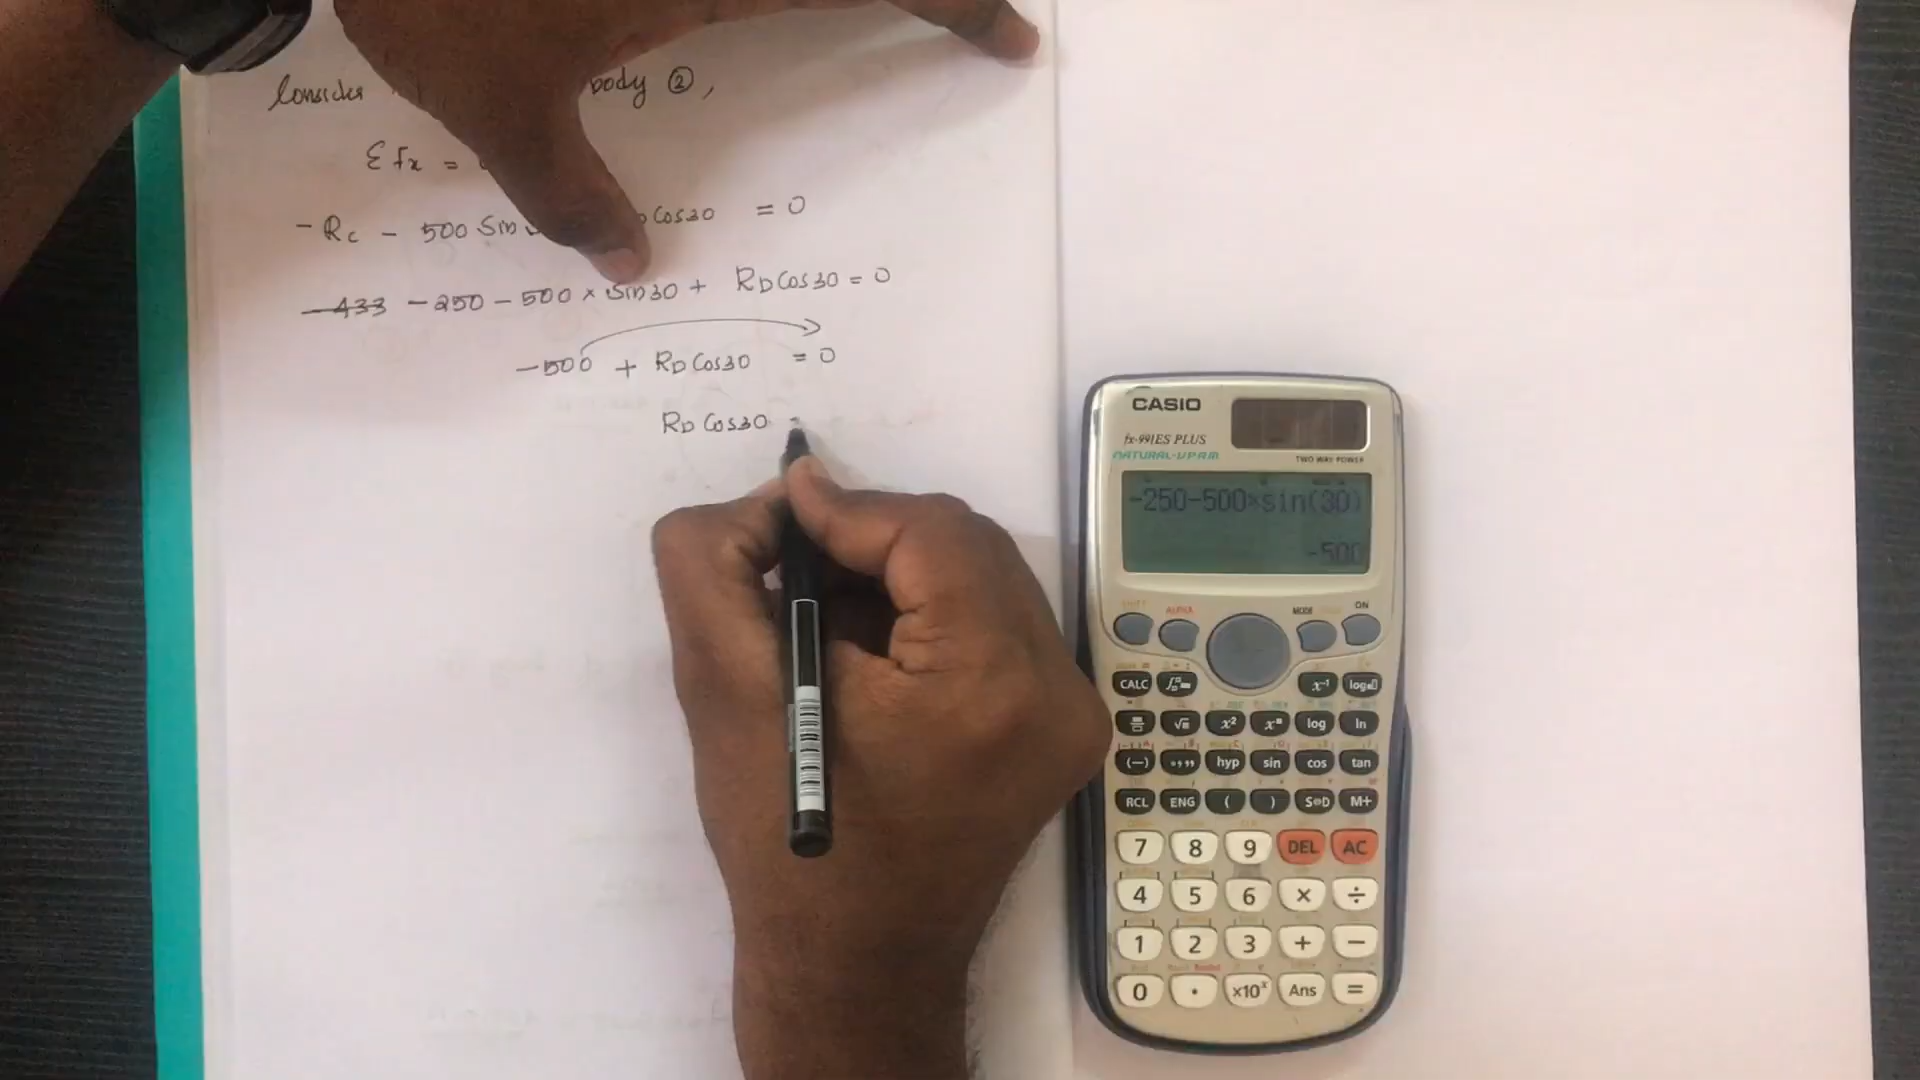 Consider body ②,
Σfx =
- Rc - 500 Sin Cos30 = 0
-433 -250 - 500 × Sin30 + RD Cos30 = 0
-500 + RD Cos30 = 0
RD Cos30 =
CASIO
fx-991ES PLUS
NATURAL-V.P.A.M.
TWO WAY POWER
-250-500×sin(30)
-500
SHIFT ALPHA MODE ON
CALC x⁻¹
√ x² log ln
(−) hyp sin cos tan
RCL ENG ( ) S⇔D M+
7 8 9 DEL AC
4 5 6 × ÷
1 2 3 + −
0 . ×10ˣ Ans =